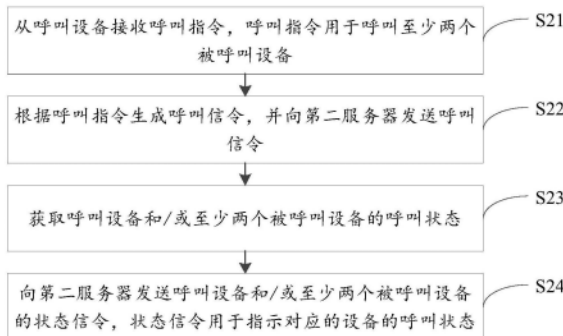 从呼叫设备接收呼叫指令，呼叫指令用于呼叫至少两个
被呼叫设备
S21
根据呼叫指令生成呼叫信令，并向第二服务器发送呼叫
信令
S22
获取呼叫设备和/或至少两个被呼叫设备的呼叫状态
S23
向第二服务器发送呼叫设备和/或至少两个被呼叫设备
的状态信令，状态信令用于指示对应的设备的呼叫状态
S24